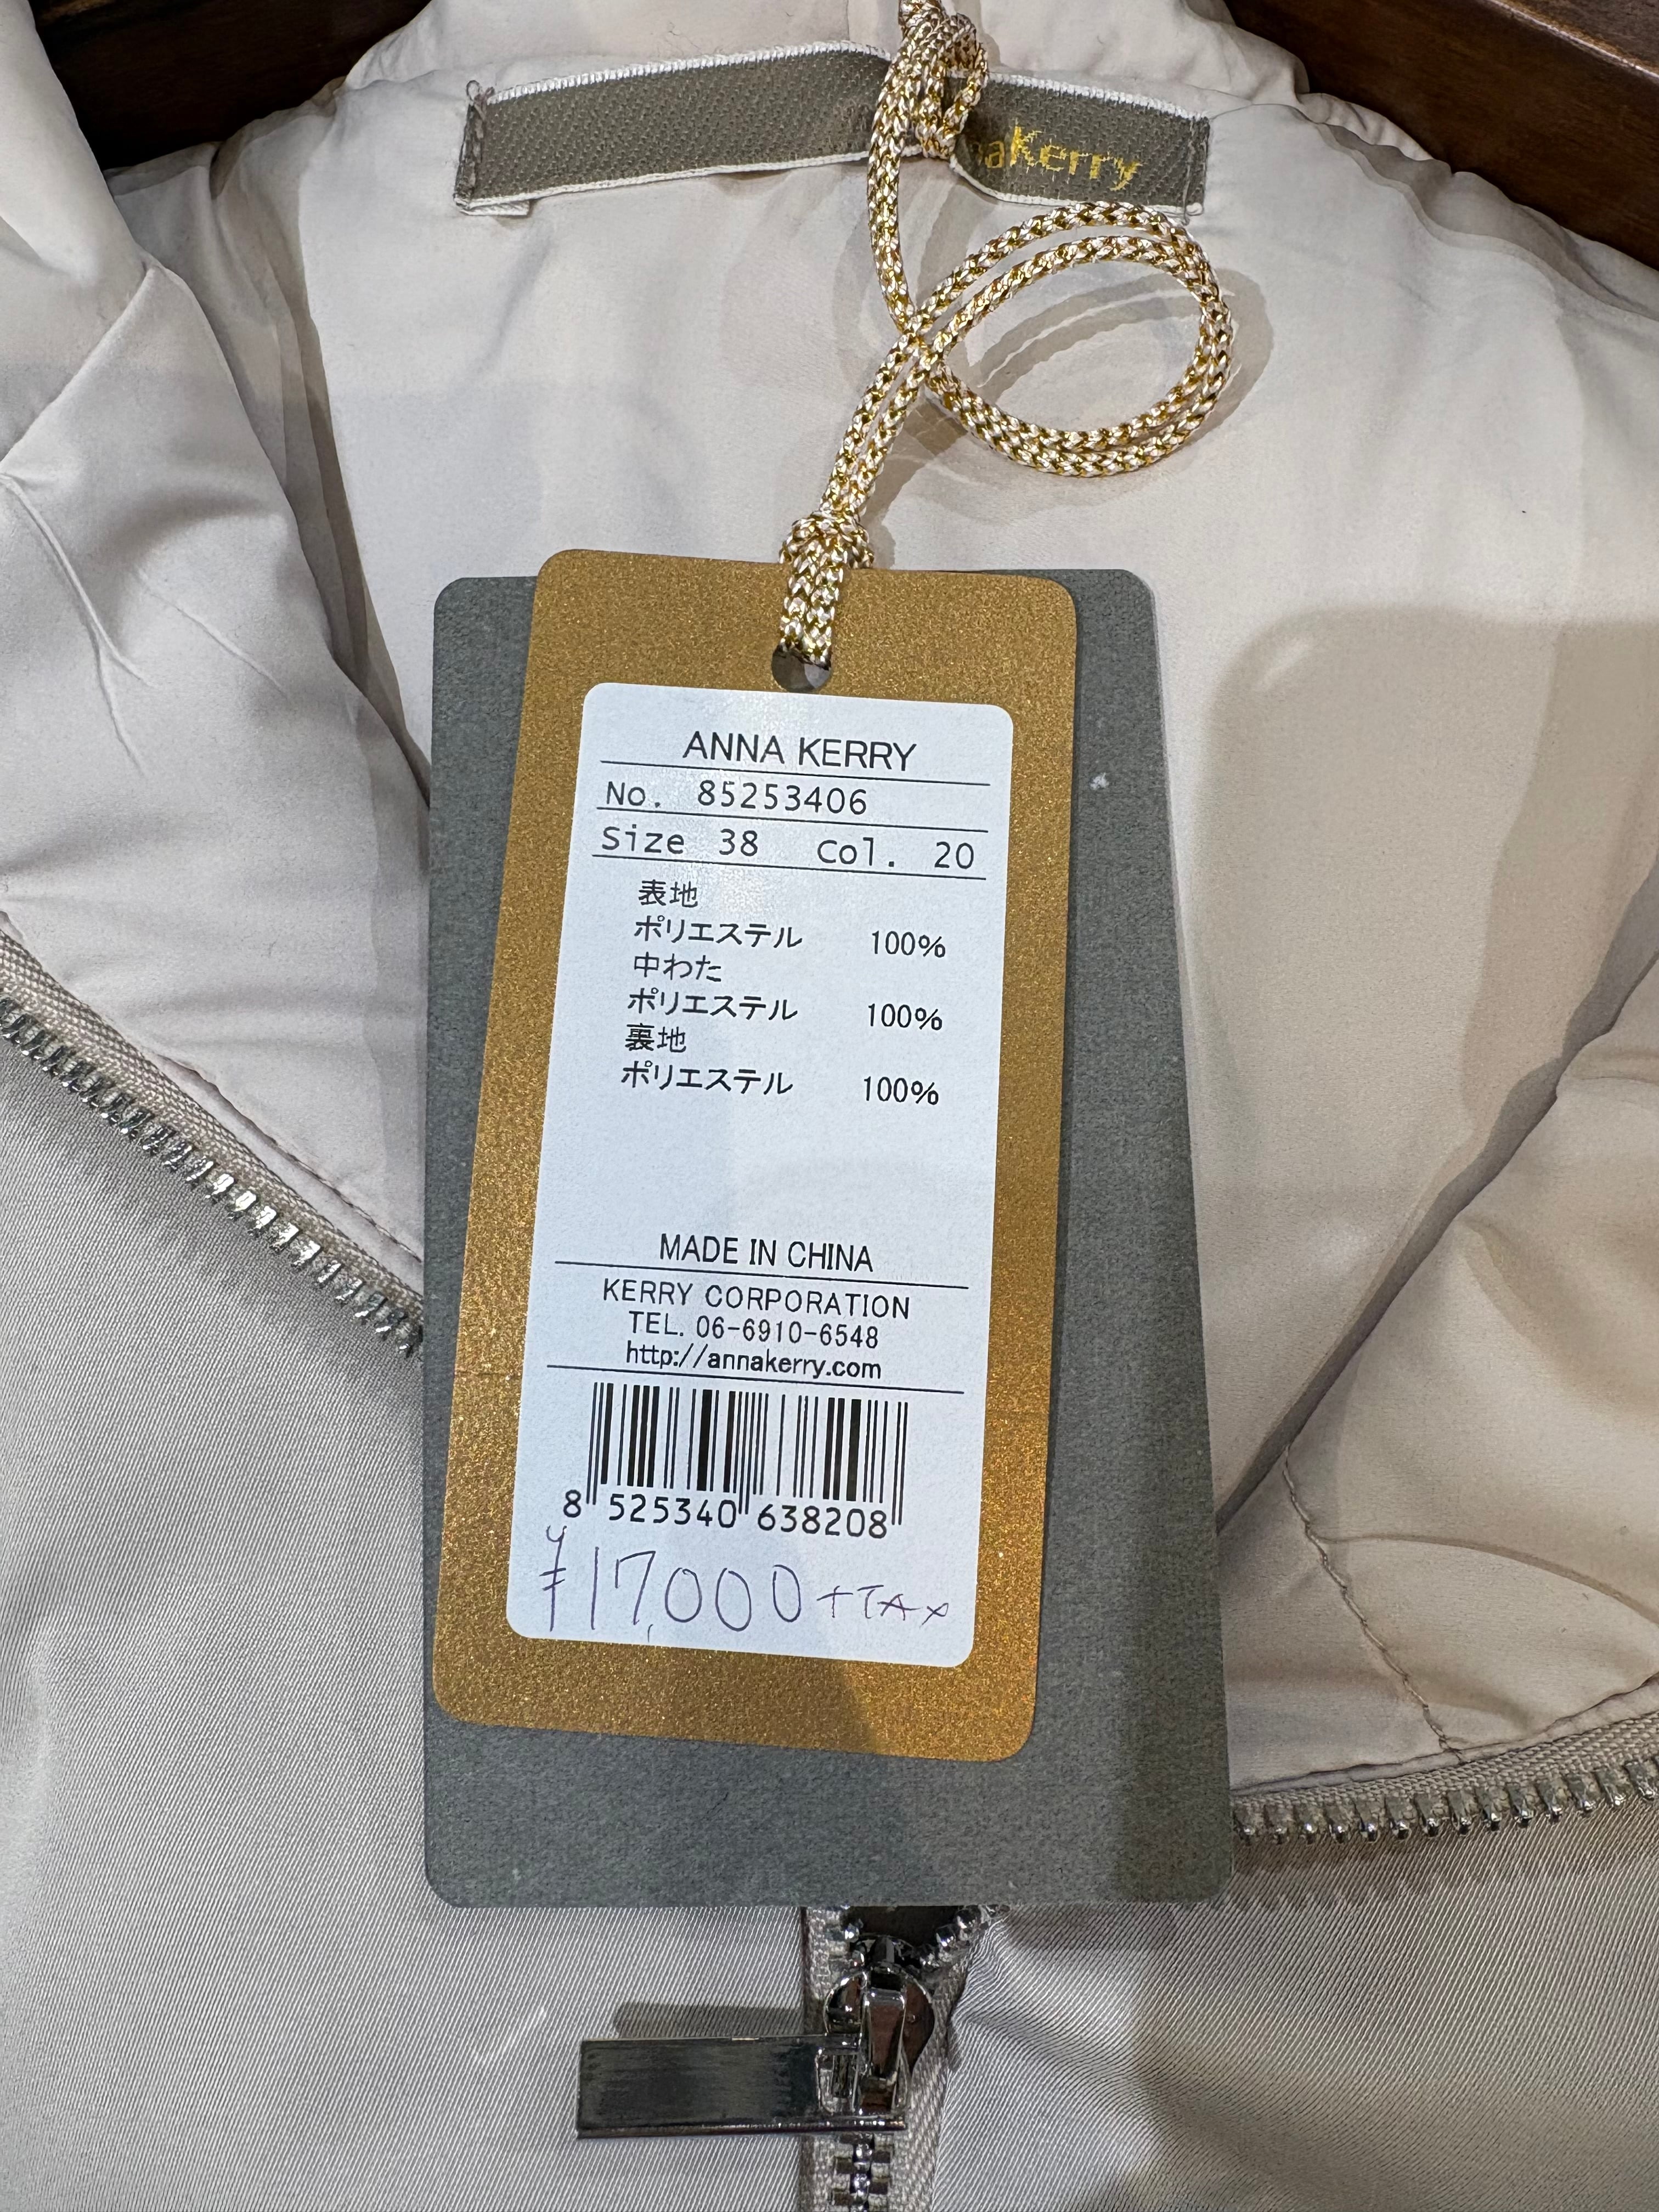 aKerry
ANNA KERRY
No. 85253406
Size 38 Col. 20
表地
ポリエステル 100%
中わた
ポリエステル 100%
裏地
ポリエステル 100%
MADE IN CHINA
KERRY CORPORATION
TEL. 06-6910-6548
http://annakerry.com
8 525340 638208
¥17,000+TAX